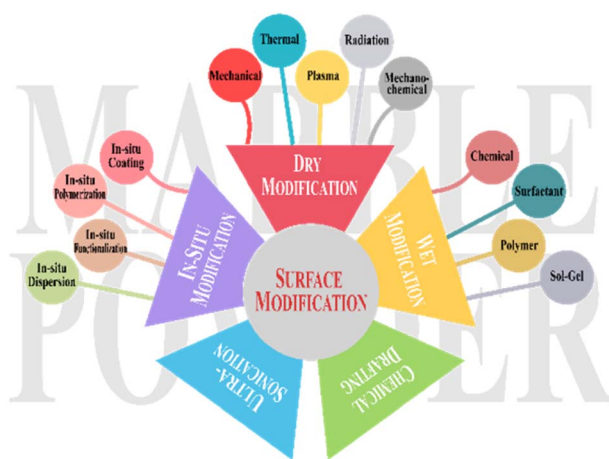 MARBLE
POWDER
Mechanical
Thermal
Plasma
Radiation
Mechano-
chemical
DRY
MODIFICATION
In-situ
Coating
In-situ
Polymerization
In-situ
Functionalization
In-situ
Dispersion
IN-SITU
MODIFICATION
Chemical
Surfactant
Polymer
Sol-Gel
WET
MODIFICATION
SURFACE
MODIFICATION
ULTRA-
SONICATION
CHEMICAL
DRAFTING